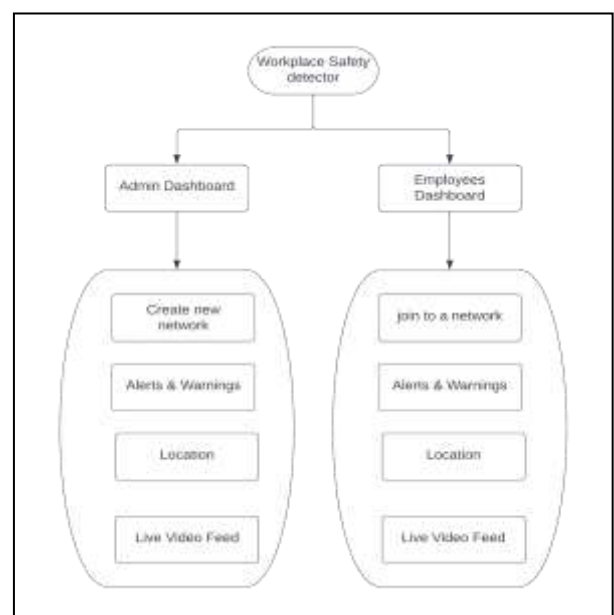 Workplace Safety
detector
Admin Dashboard
Employees
Dashboard
Create new
network
join to a network
Alerts & Warnings
Alerts & Warnings
Location
Location
Live Video Feed
Live Video Feed